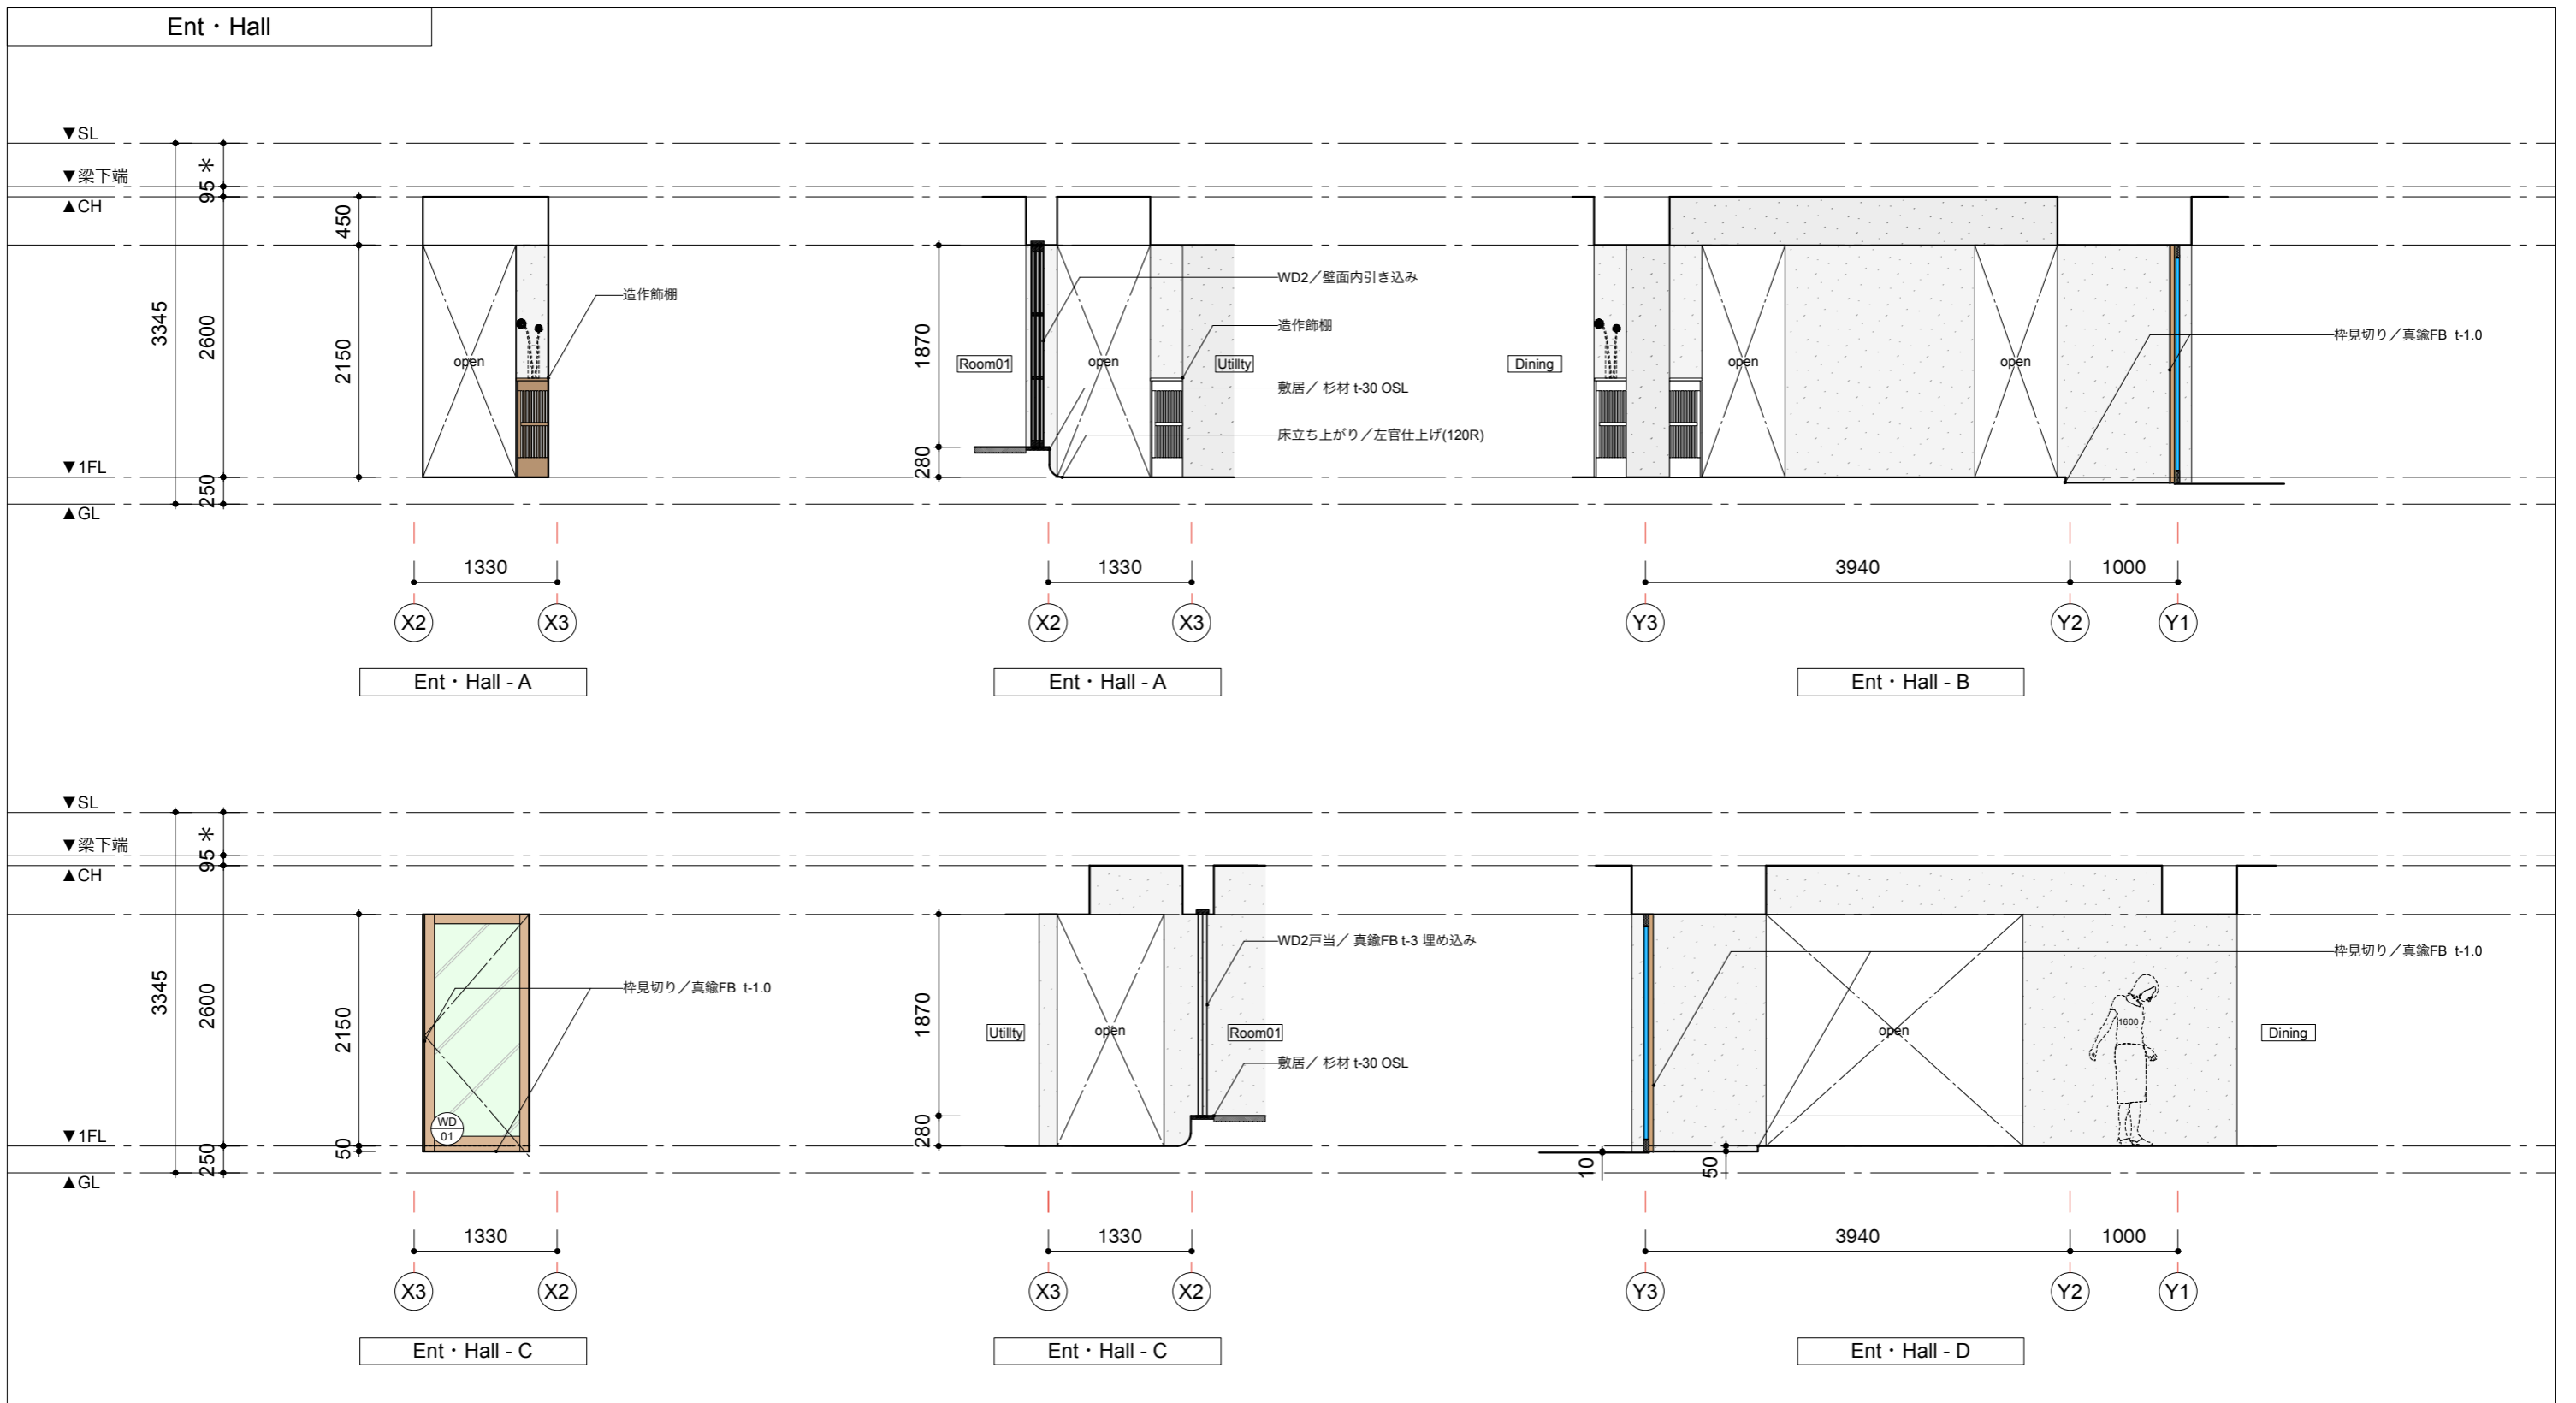 Ent・Hall
▼SL
▼梁下端
▲CH
▼1FL
▲GL
3345
95 *
2600
250
450
2150
open
造作飾棚
1330
X2
X3
Ent・Hall - A
1870
280
Room01
open
Utillty
WD2／壁面内引き込み
造作飾棚
敷居／ 杉材 t-30 OSL
床立ち上がり／左官仕上げ(120R)
1330
X2
X3
Ent・Hall - A
Dining
open
open
枠見切り／真鍮FB t-1.0
3940
1000
Y3
Y2
Y1
Ent・Hall - B
▼SL
▼梁下端
▲CH
▼1FL
▲GL
3345
95 *
2600
250
2150
50
WD
01
枠見切り／真鍮FB t-1.0
1330
X3
X2
Ent・Hall - C
1870
280
Utillty
open
Room01
WD2戸当／ 真鍮FB t-3 埋め込み
敷居／ 杉材 t-30 OSL
1330
X3
X2
Ent・Hall - C
open
1600
Dining
枠見切り／真鍮FB t-1.0
10
50
3940
1000
Y3
Y2
Y1
Ent・Hall - D